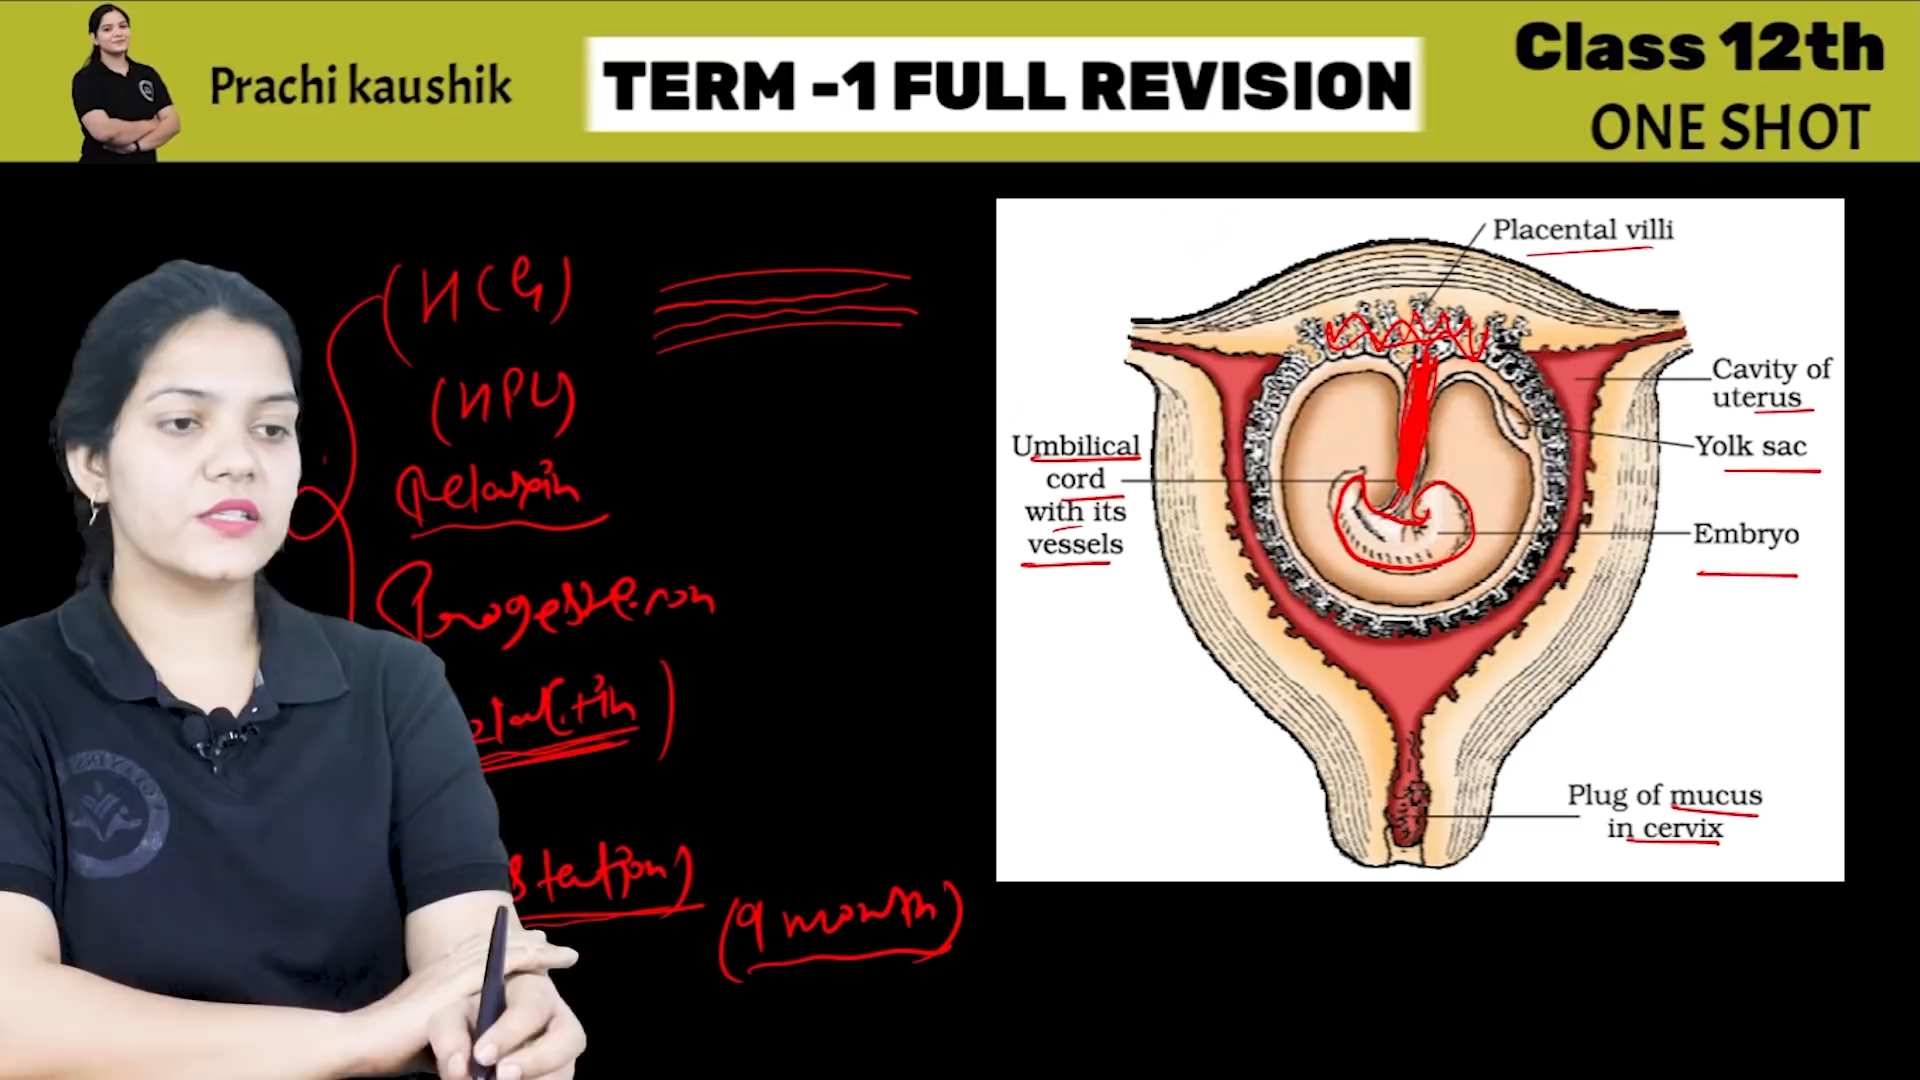 Prachi kaushik
TERM -1 FULL REVISION
Class 12th
ONE SHOT
(HCG)
(HPL)
Relaxin
Progesteron
(9 month)
Placental villi
Cavity of
uterus
Yolk sac
Umbilical
cord
with its
vessels
Embryo
Plug of mucus
in cervix